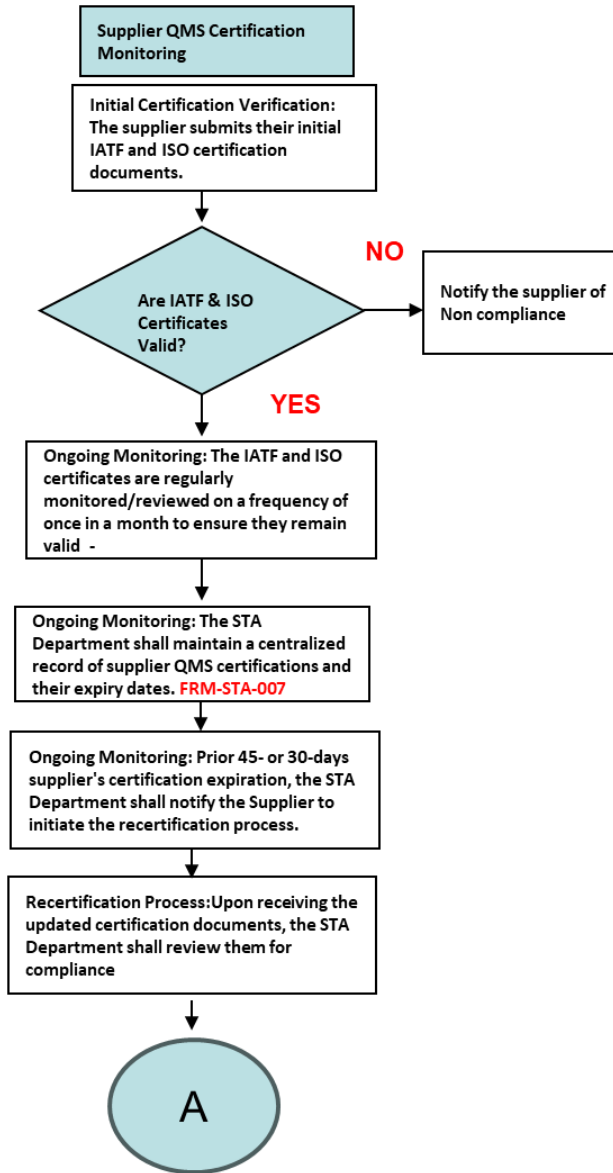 Supplier QMS Certification
Monitoring
Initial Certification Verification:
The supplier submits their initial
IATF and ISO certification
documents.
Are IATF & ISO
Certificates
Valid?
NO
Notify the supplier of
Non compliance
YES
Ongoing Monitoring: The IATF and ISO
certificates are regularly
monitored/reviewed on a frequency of
once in a month to ensure they remain
valid -
Ongoing Monitoring: The STA
Department shall maintain a centralized
record of supplier QMS certifications and
their expiry dates. FRM-STA-007
Ongoing Monitoring: Prior 45- or 30-days
supplier's certification expiration, the STA
Department shall notify the Supplier to
initiate the recertification process.
Recertification Process:Upon receiving the
updated certification documents, the STA
Department shall review them for
compliance
A